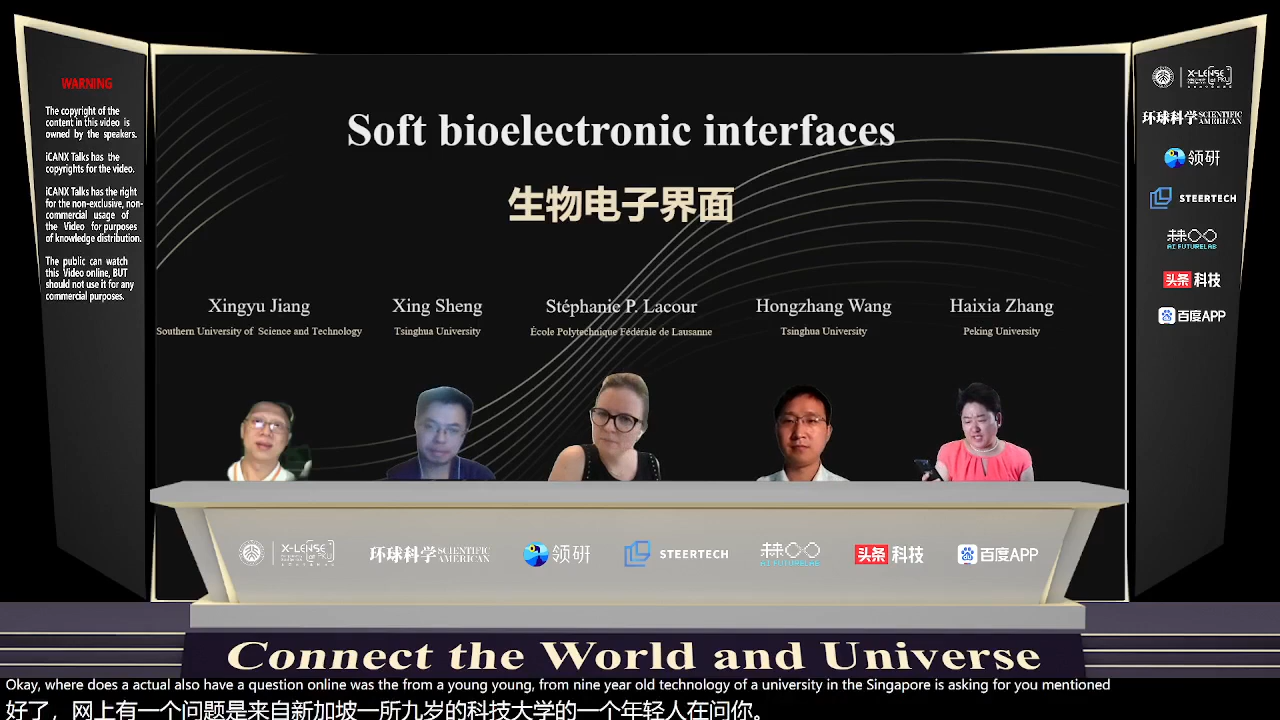 WARNING
The copyright of the
content in this video is
owned by the speakers.
iCANX Talks has the
copyrights for the video.
iCANX Talks has the right
for the non-exclusive, non-
commercial usage of
the Video for purposes
of knowledge distribution.
The public can watch
this Video online, BUT
should not use it for any
commercial purposes.
Soft bioelectronic interfaces
生物电子界面
Xingyu Jiang
Southern University of Science and Technology
Xing Sheng
Tsinghua University
Stéphanie P. Lacour
École Polytechnique Fédérale de Lausanne
Hongzhang Wang
Tsinghua University
Haixia Zhang
Peking University
X-LENSE
环球科学 SCIENTIFIC AMERICAN
领研
STEERTECH
AI FUTURELAB
头条 科技
百度APP
X-LENSE
环球科学 SCIENTIFIC AMERICAN
领研
STEERTECH
AI FUTURELAB
头条 科技
百度APP
Connect the World and Universe
Okay, where does a actual also have a question online was the from a young young, from nine year old technology of a university in the Singapore is asking for you mentioned
好了，网上有一个问题是来自新加坡一所九岁的科技大学的一个年轻人在问你。